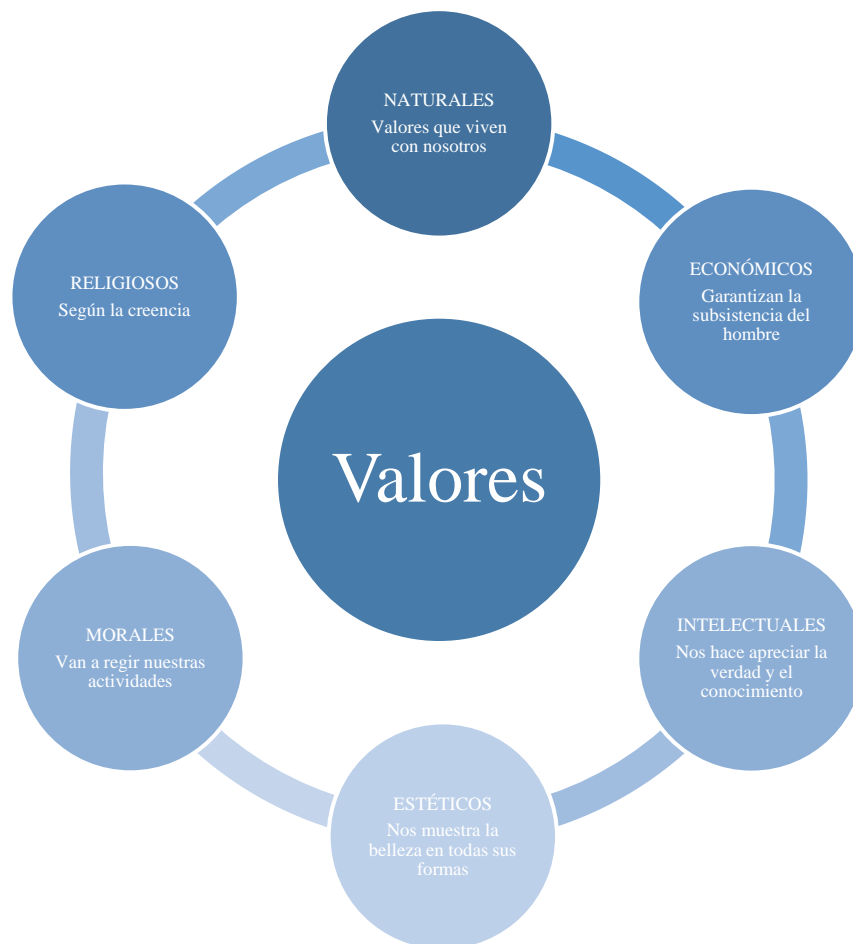 NATURALES
Valores que viven
con nosotros
ECONÓMICOS
Garantizan la
subsistencia del
hombre
INTELECTUALES
Nos hace apreciar la
verdad y el
conocimiento
ESTÉTICOS
Nos muestra la
belleza en todas sus
formas
MORALES
Van a regir nuestras
actividades
RELIGIOSOS
Según la creencia
Valores